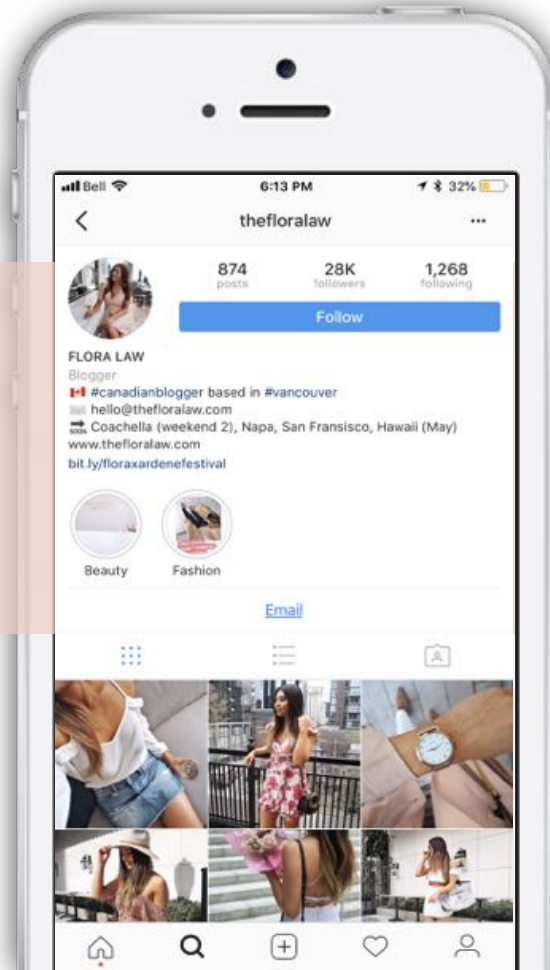 Bell 6:13 PM 32%
thefloralaw
874 28K 1,268
posts followers following
Follow
FLORA LAW
Blogger
#canadianblogger based in #vancouver
hello@thefloralaw.com
SOON Coachella (weekend 2), Napa, San Fransisco, Hawaii (May)
www.thefloralaw.com
bit.ly/floraxardenefestival
Beauty Fashion
Email